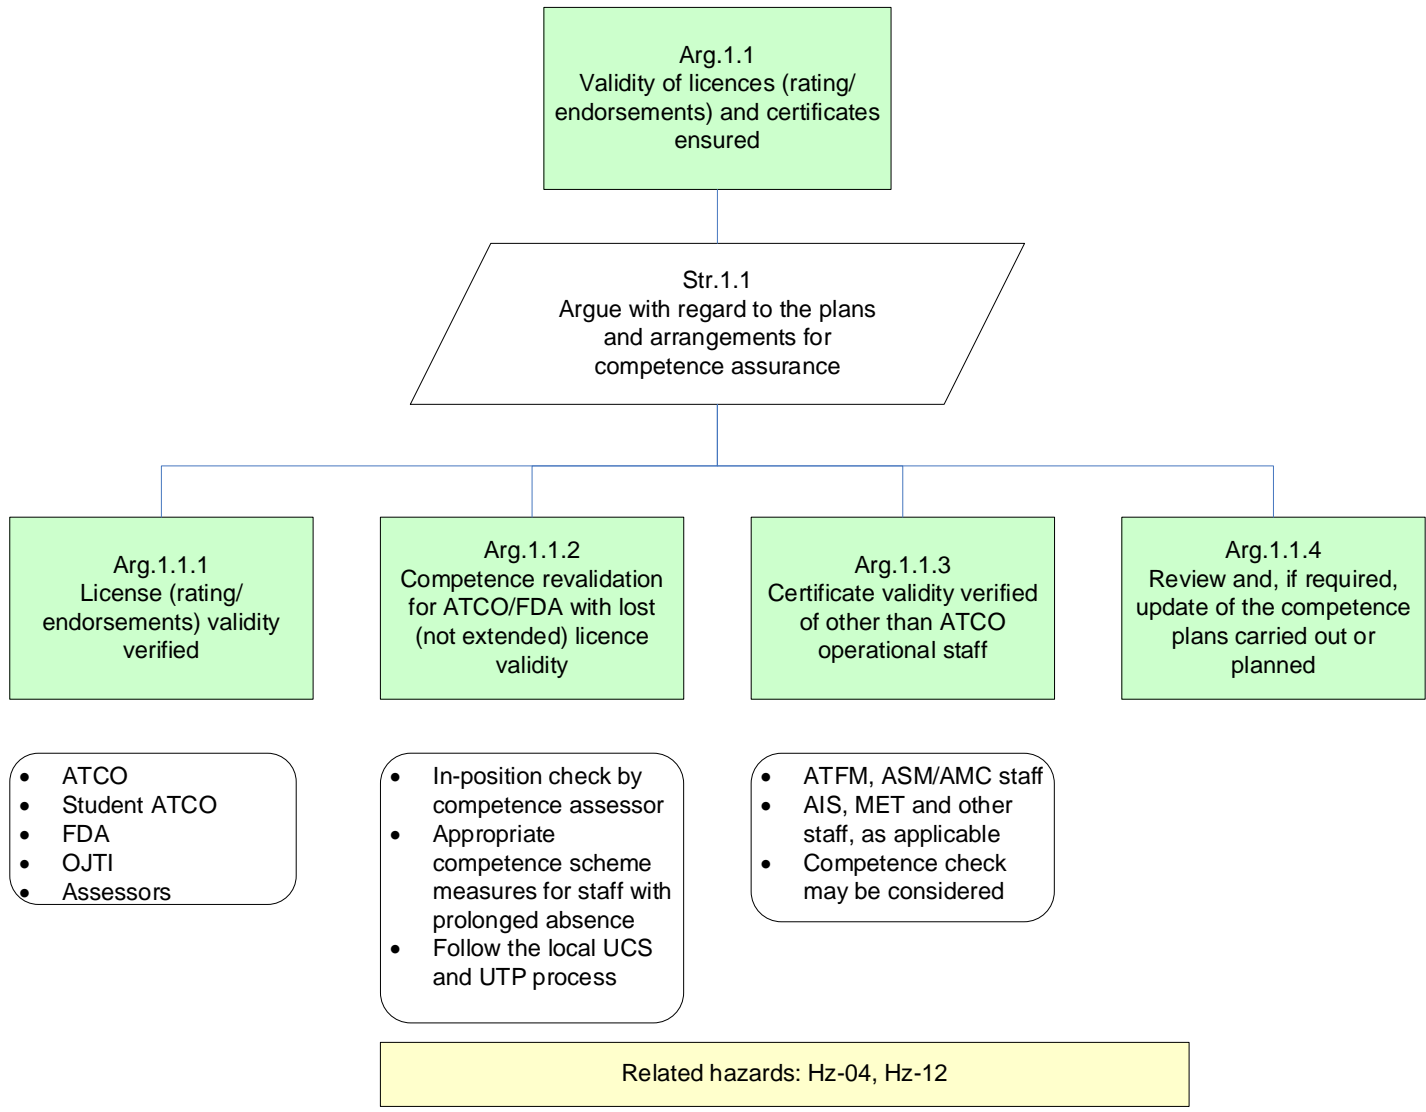 Arg.1.1
Validity of licences (rating/
endorsements) and certificates
ensured
Str.1.1
Argue with regard to the plans
and arrangements for
competence assurance
Arg.1.1.1
License (rating/
endorsements) validity
verified
Arg.1.1.2
Competence revalidation
for ATCO/FDA with lost
(not extended) licence
validity
Arg.1.1.3
Certificate validity verified
of other than ATCO
operational staff
Arg.1.1.4
Review and, if required,
update of the competence
plans carried out or
planned
• ATCO
• Student ATCO
• FDA
• OJTI
• Assessors
• In-position check by
competence assessor
• Appropriate
competence scheme
measures for staff with
prolonged absence
• Follow the local UCS
and UTP process
• ATFM, ASM/AMC staff
• AIS, MET and other
staff, as applicable
• Competence check
may be considered
Related hazards: Hz-04, Hz-12